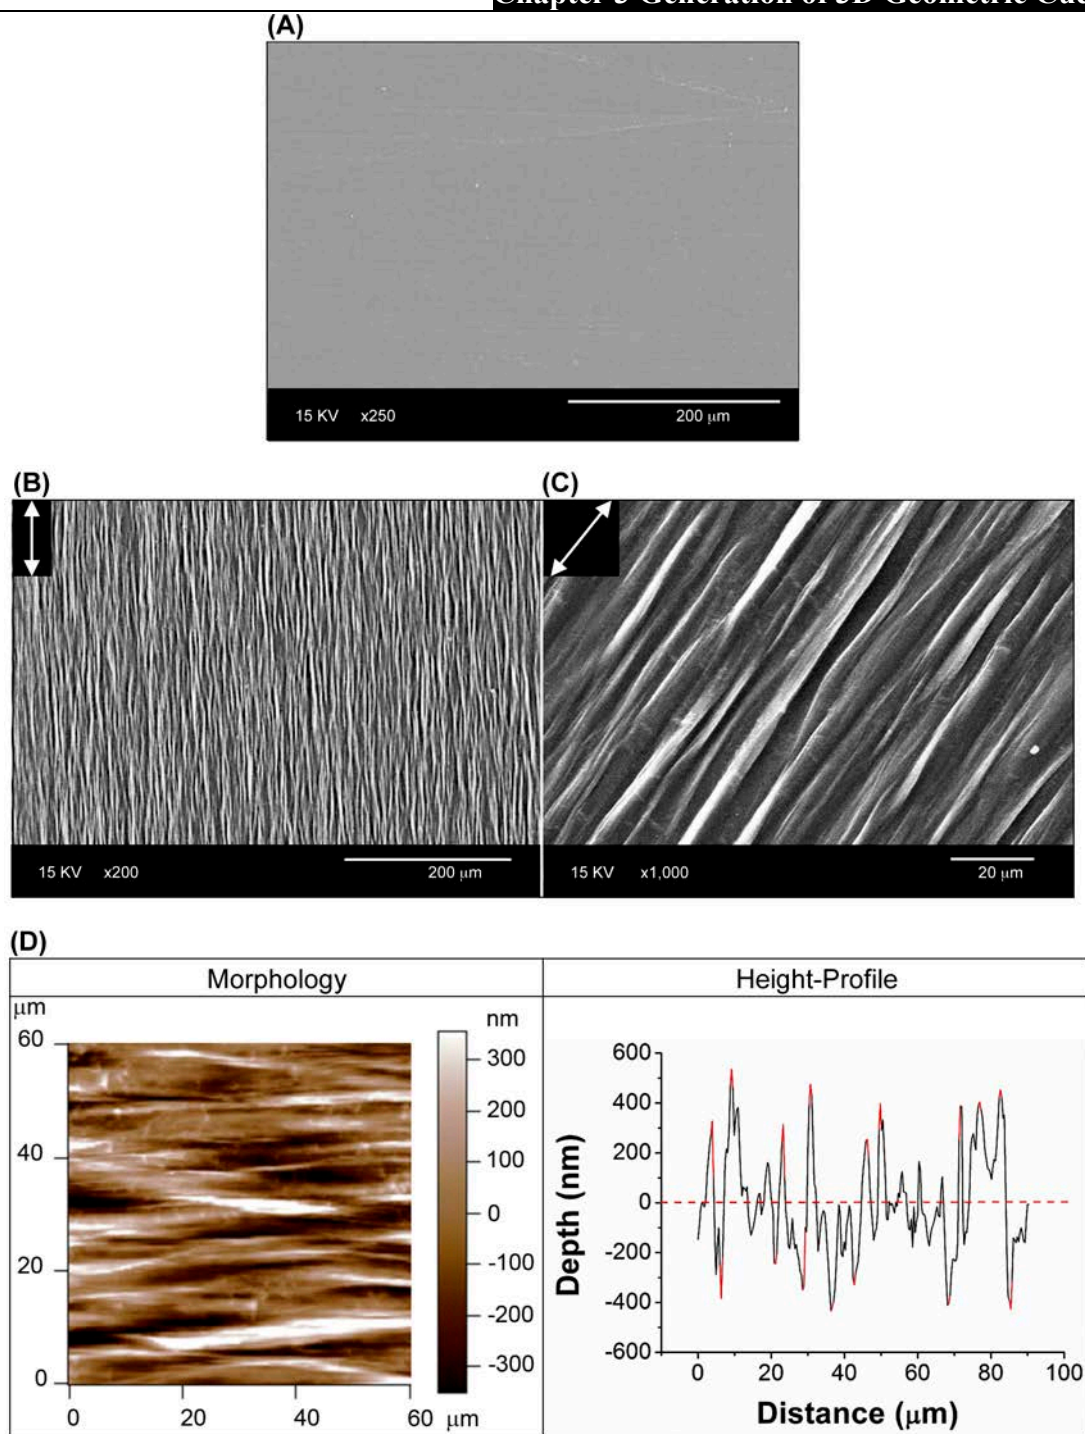 Chapter 3 Generation of 3D Geometric Cues
(A)
15 KV x250 200 μm
(B) (C)
15 KV x200 200 μm 15 KV x1,000 20 μm
(D)
Morphology Height-Profile
μm nm
60
40
20
0
0 20 40 60 μm
300
200
100
0
-100
-200
-300
Depth (nm)
600
400
200
0
-200
-400
-600
0 20 40 60 80 100
Distance (μm)